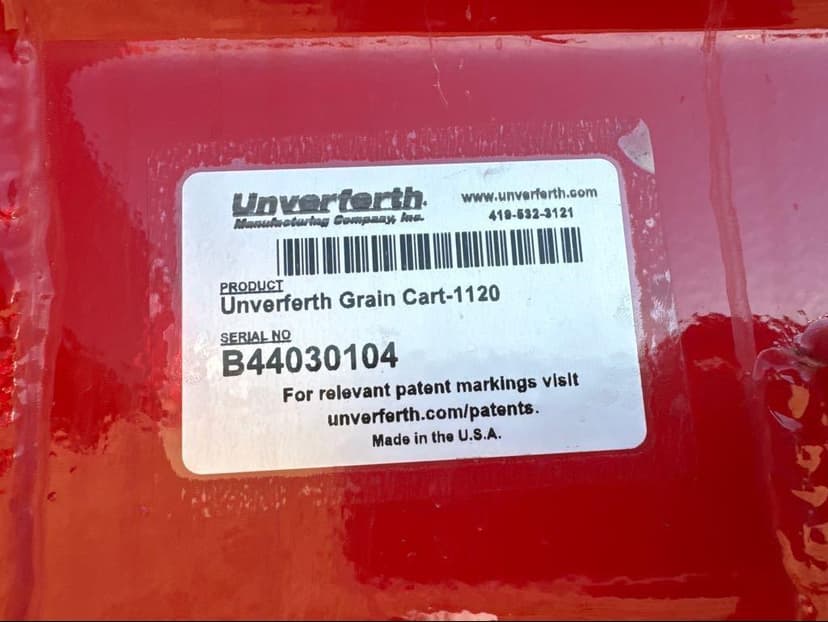 Unverferth.
Manufacturing Company, Inc.
www.unverferth.com
419-532-3121
PRODUCT
Unverferth Grain Cart-1120
SERIAL NO
B44030104
For relevant patent markings visit
unverferth.com/patents.
Made in the U.S.A.